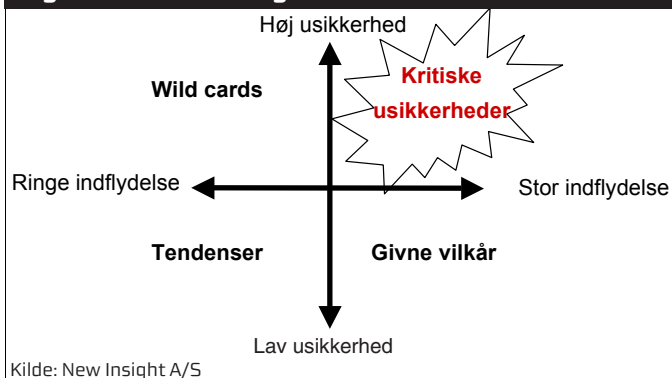 Høj usikkerhed
Wild cards
Kritiske
usikkerheder
Ringe indflydelse
Stor indflydelse
Tendenser
Givne vilkår
Lav usikkerhed
Kilde: New Insight A/S